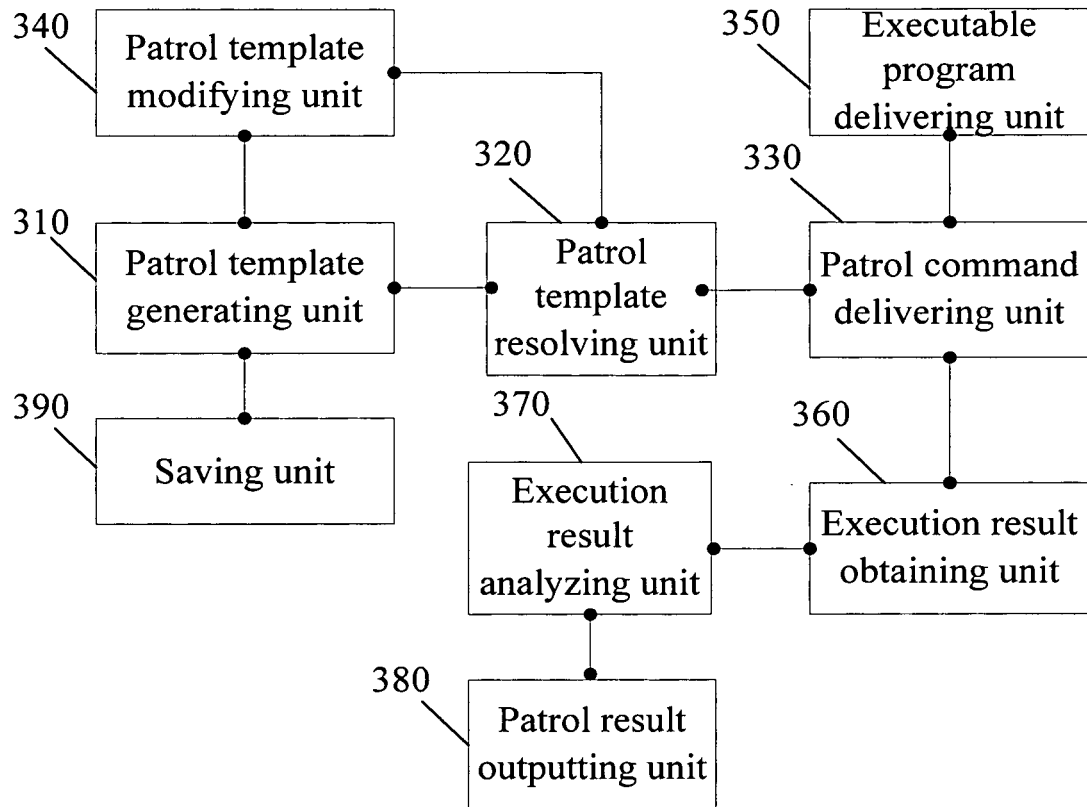 340
Patrol template
modifying unit
350
Executable
program
delivering unit
310
Patrol template
generating unit
320
Patrol
template
resolving unit
330
Patrol command
delivering unit
390
Saving unit
370
Execution
result
analyzing unit
360
Execution result
obtaining unit
380
Patrol result
outputting unit